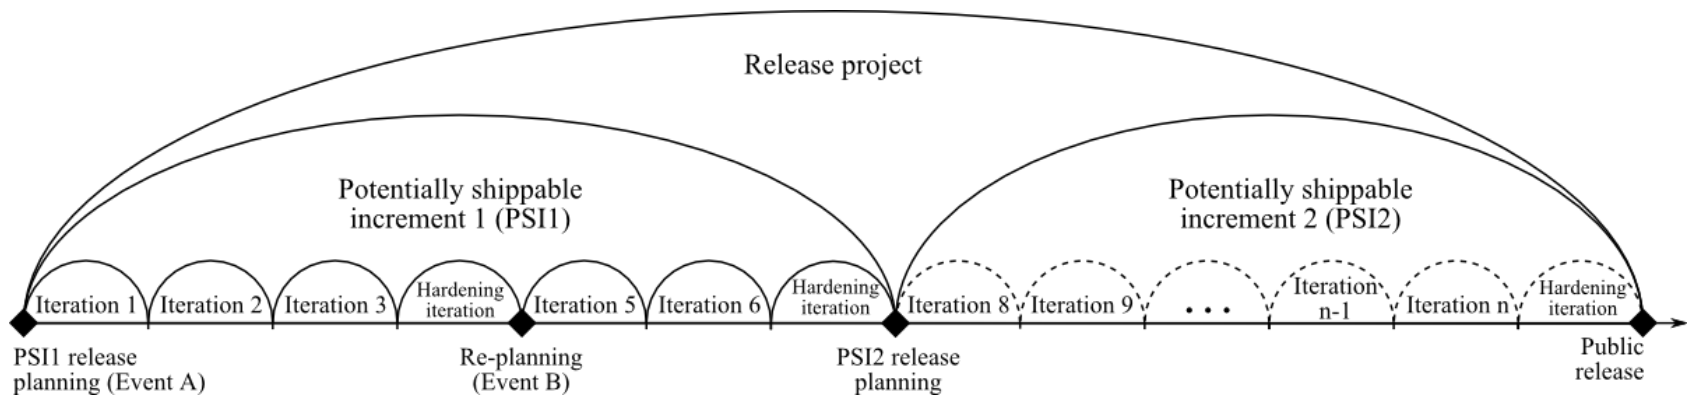 Release project
Potentially shippable
increment 1 (PSI1)
Potentially shippable
increment 2 (PSI2)
Iteration 1
Iteration 2
Iteration 3
Hardening
iteration
Iteration 5
Iteration 6
Hardening
iteration
Iteration 8
Iteration 9
...
Iteration
n-1
Iteration n
Hardening
iteration
PSI1 release
planning (Event A)
Re-planning
(Event B)
PSI2 release
planning
Public
release